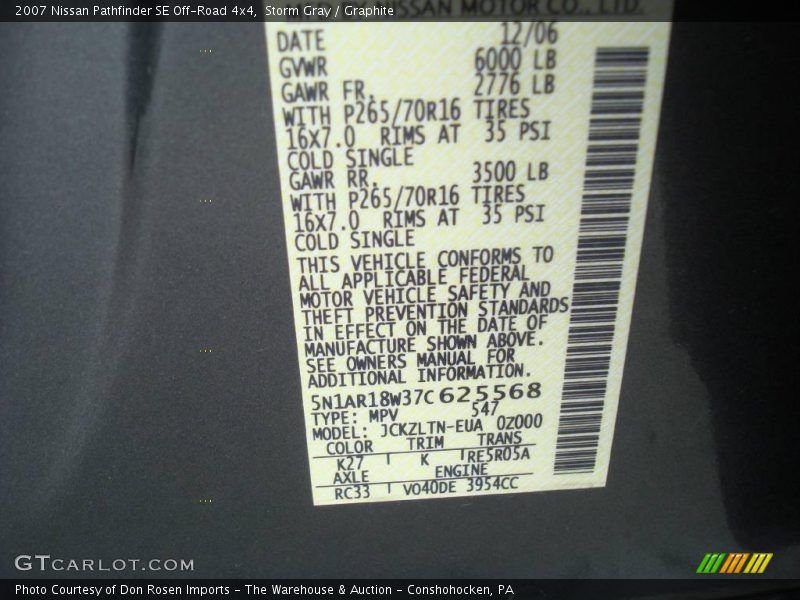 2007 Nissan Pathfinder SE Off-Road 4x4, Storm Gray / Graphite
NISSAN MOTOR CO., LTD.
DATE 12/06
GVWR 6000 LB
GAWR FR. 2776 LB
WITH P265/70R16 TIRES
16X7.0 RIMS AT 35 PSI
COLD SINGLE
GAWR RR. 3500 LB
WITH P265/70R16 TIRES
16X7.0 RIMS AT 35 PSI
COLD SINGLE
THIS VEHICLE CONFORMS TO
ALL APPLICABLE FEDERAL
MOTOR VEHICLE SAFETY AND
THEFT PREVENTION STANDARDS
IN EFFECT ON THE DATE OF
MANUFACTURE SHOWN ABOVE.
SEE OWNERS MANUAL FOR
ADDITIONAL INFORMATION.
5N1AR18W37C625568
TYPE: MPV 547
MODEL: JCKZLTN-EUA 0Z000
COLOR TRIM TRANS
K27 K RE5R05A
AXLE ENGINE
RC33 VO40DE 3954CC
GTCARLOT.COM
Photo Courtesy of Don Rosen Imports - The Warehouse & Auction - Conshohocken, PA